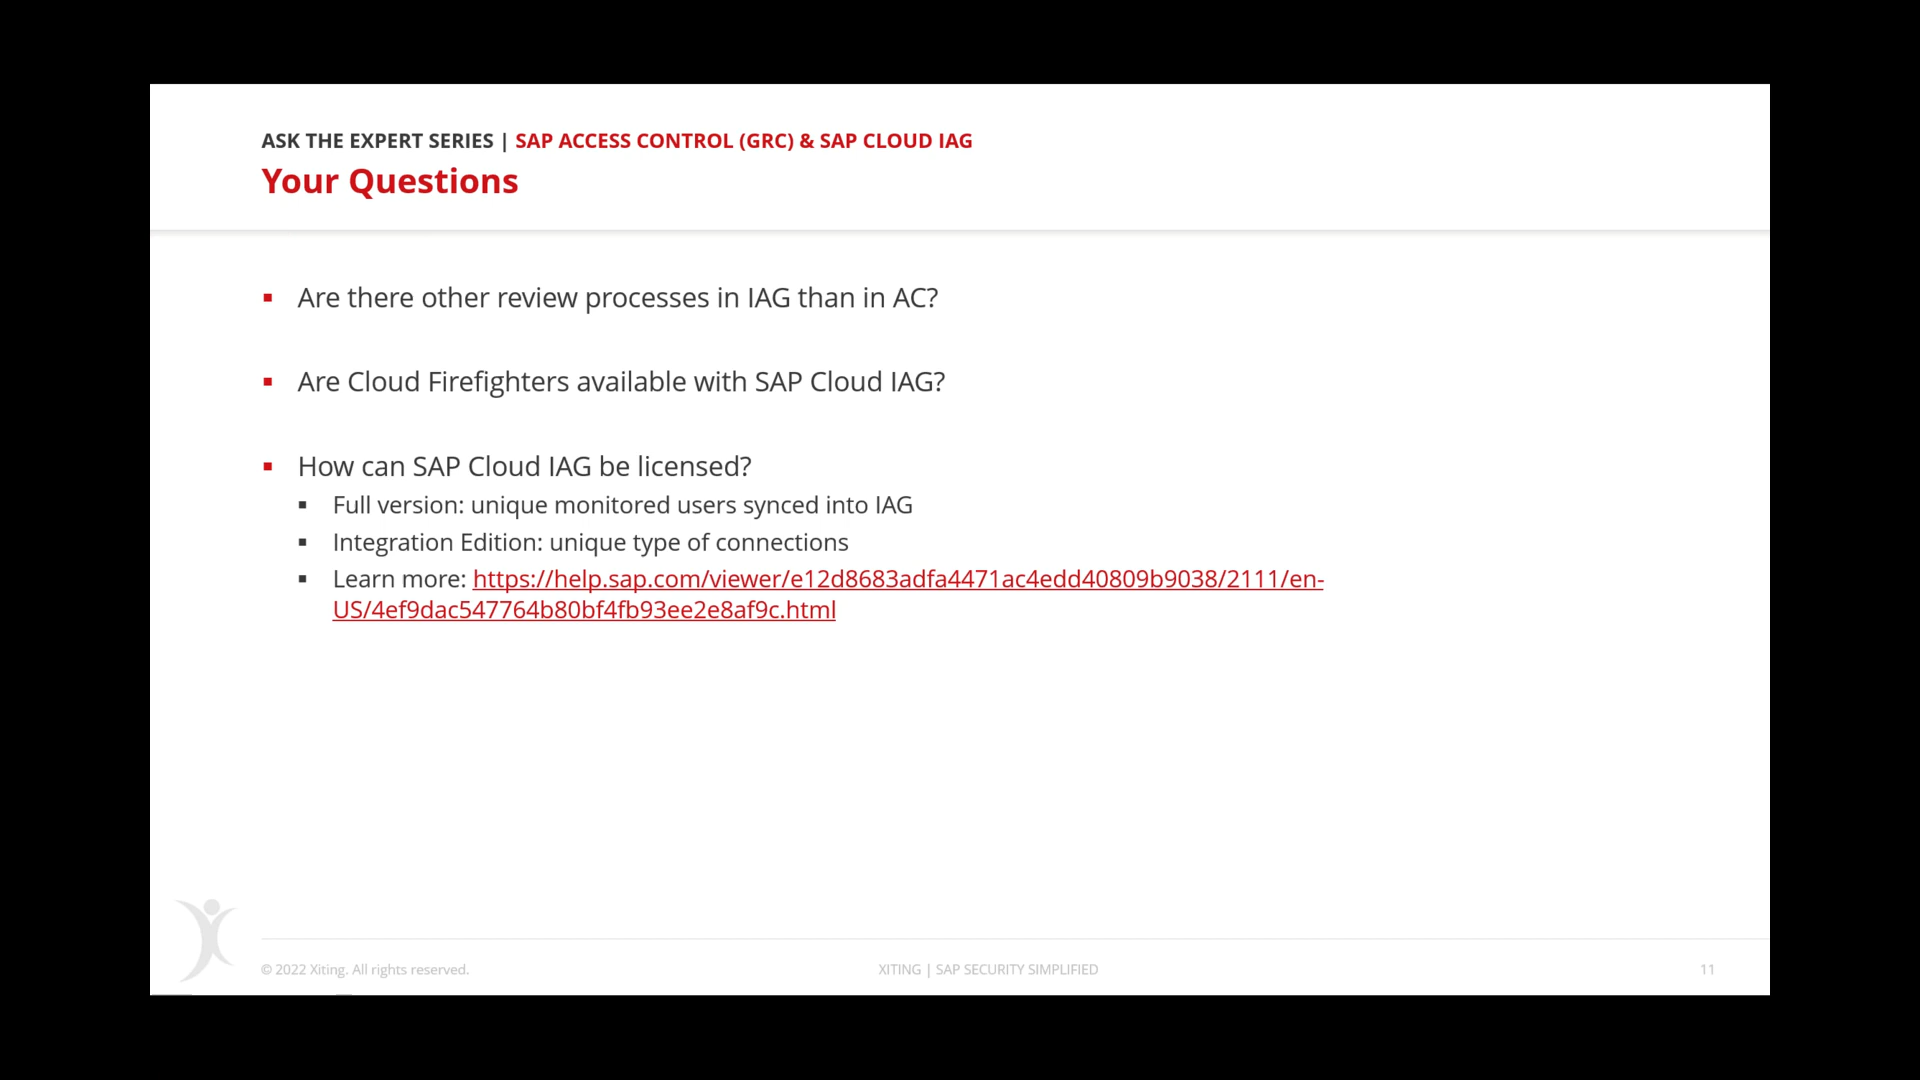 ASK THE EXPERT SERIES | SAP ACCESS CONTROL (GRC) & SAP CLOUD IAG
Your Questions
▪ Are there other review processes in IAG than in AC?
▪ Are Cloud Firefighters available with SAP Cloud IAG?
▪ How can SAP Cloud IAG be licensed?
▪ Full version: unique monitored users synced into IAG
▪ Integration Edition: unique type of connections
▪ Learn more: https://help.sap.com/viewer/e12d8683adfa4471ac4edd40809b9038/2111/en-
US/4ef9dac547764b80bf4fb93ee2e8af9c.html
© 2022 Xiting. All rights reserved.
XITING | SAP SECURITY SIMPLIFIED
11